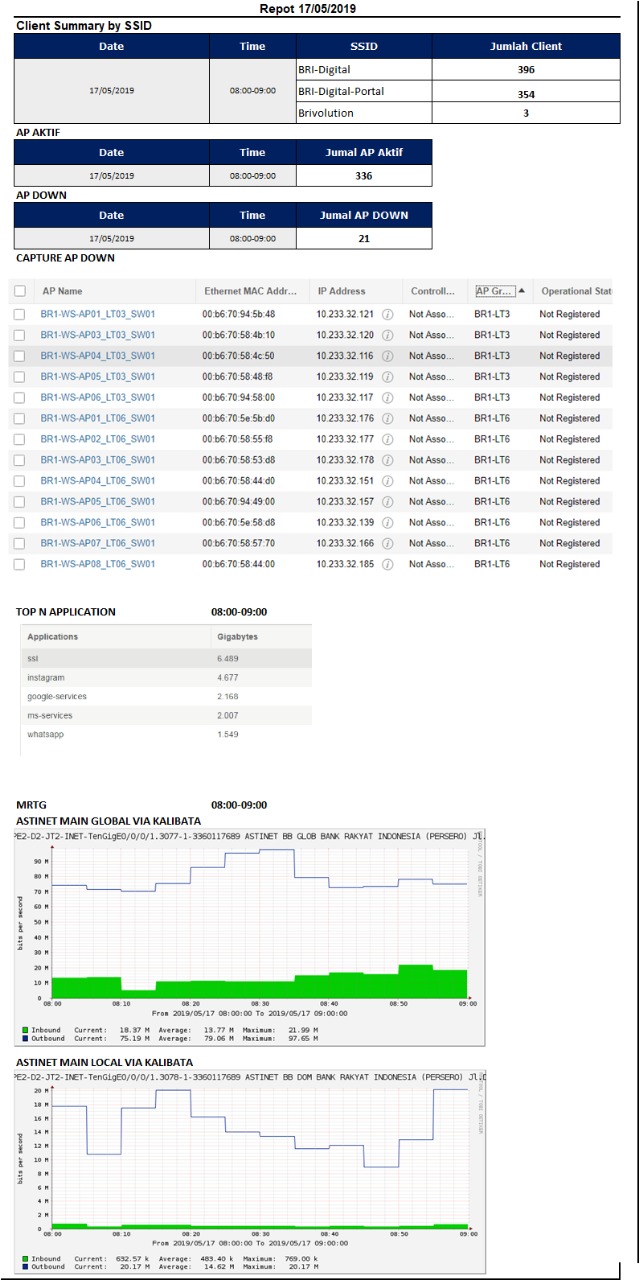 Repot 17/05/2019
Client Summary by SSID
Date Time SSID Jumlah Client
17/05/2019 08:00-09:00 BRI-Digital 396
BRI-Digital-Portal 354
Brivolution 3
AP AKTIF
Date Time Jumal AP Aktif
17/05/2019 08:00-09:00 336
AP DOWN
Date Time Jumal AP DOWN
17/05/2019 08:00-09:00 21
CAPTURE AP DOWN
AP Name Ethernet MAC Addr... IP Address Controll... AP Gr... Operational Stat
BR1-WS-AP01_LT03_SW01 00:b6:70:94:5b:48 10.233.32.121 Not Asso... BR1-LT3 Not Registered
BR1-WS-AP03_LT03_SW01 00:b6:70:58:4b:10 10.233.32.120 Not Asso... BR1-LT3 Not Registered
BR1-WS-AP04_LT03_SW01 00:b6:70:58:4c:50 10.233.32.116 Not Asso... BR1-LT3 Not Registered
BR1-WS-AP05_LT03_SW01 00:b6:70:58:48:f8 10.233.32.119 Not Asso... BR1-LT3 Not Registered
BR1-WS-AP06_LT03_SW01 00:b6:70:94:58:00 10.233.32.117 Not Asso... BR1-LT3 Not Registered
BR1-WS-AP01_LT06_SW01 00:b6:70:5e:5b:d0 10.233.32.176 Not Asso... BR1-LT6 Not Registered
BR1-WS-AP02_LT06_SW01 00:b6:70:58:55:f8 10.233.32.177 Not Asso... BR1-LT6 Not Registered
BR1-WS-AP03_LT06_SW01 00:b6:70:58:53:d8 10.233.32.178 Not Asso... BR1-LT6 Not Registered
BR1-WS-AP04_LT06_SW01 00:b6:70:58:44:d0 10.233.32.151 Not Asso... BR1-LT6 Not Registered
BR1-WS-AP05_LT06_SW01 00:b6:70:94:49:00 10.233.32.157 Not Asso... BR1-LT6 Not Registered
BR1-WS-AP06_LT06_SW01 00:b6:70:5e:58:d8 10.233.32.139 Not Asso... BR1-LT6 Not Registered
BR1-WS-AP07_LT06_SW01 00:b6:70:58:57:70 10.233.32.166 Not Asso... BR1-LT6 Not Registered
BR1-WS-AP08_LT06_SW01 00:b6:70:58:44:00 10.233.32.185 Not Asso... BR1-LT6 Not Registered
TOP N APPLICATION 08:00-09:00
Applications Gigabytes
ssl 6.489
instagram 4.677
google-services 2.168
ms-services 2.007
whatsapp 1.549
MRTG 08:00-09:00
ASTINET MAIN GLOBAL VIA KALIBATA
PE2-D2-JT2-INET-TenGigE0/0/0/1.3077-1-3360117689 ASTINET BB GLOB BANK RAKYAT INDONESIA (PERSERO) Jl.
90 M
80 M
70 M
60 M
50 M
40 M
30 M
20 M
10 M
0
bits per second
08:00 08:10 08:20 08:30 08:40 08:50 09:00
From 2019/05/17 08:00:00 To 2019/05/17 09:00:00
Inbound Current: 18.37 M Average: 13.77 M Maximum: 21.99 M
Outbound Current: 75.19 M Average: 79.06 M Maximum: 97.65 M
ASTINET MAIN LOCAL VIA KALIBATA
PE2-D2-JT2-INET-TenGigE0/0/0/1.3078-1-3360117689 ASTINET BB DOM BANK RAKYAT INDONESIA (PERSERO) Jl.D
20 M
18 M
16 M
14 M
12 M
10 M
8 M
6 M
4 M
2 M
0
bits per second
08:00 08:10 08:20 08:30 08:40 08:50 09:00
From 2019/05/17 08:00:00 To 2019/05/17 09:00:00
Inbound Current: 632.57 k Average: 483.40 k Maximum: 769.00 k
Outbound Current: 20.17 M Average: 14.62 M Maximum: 20.17 M